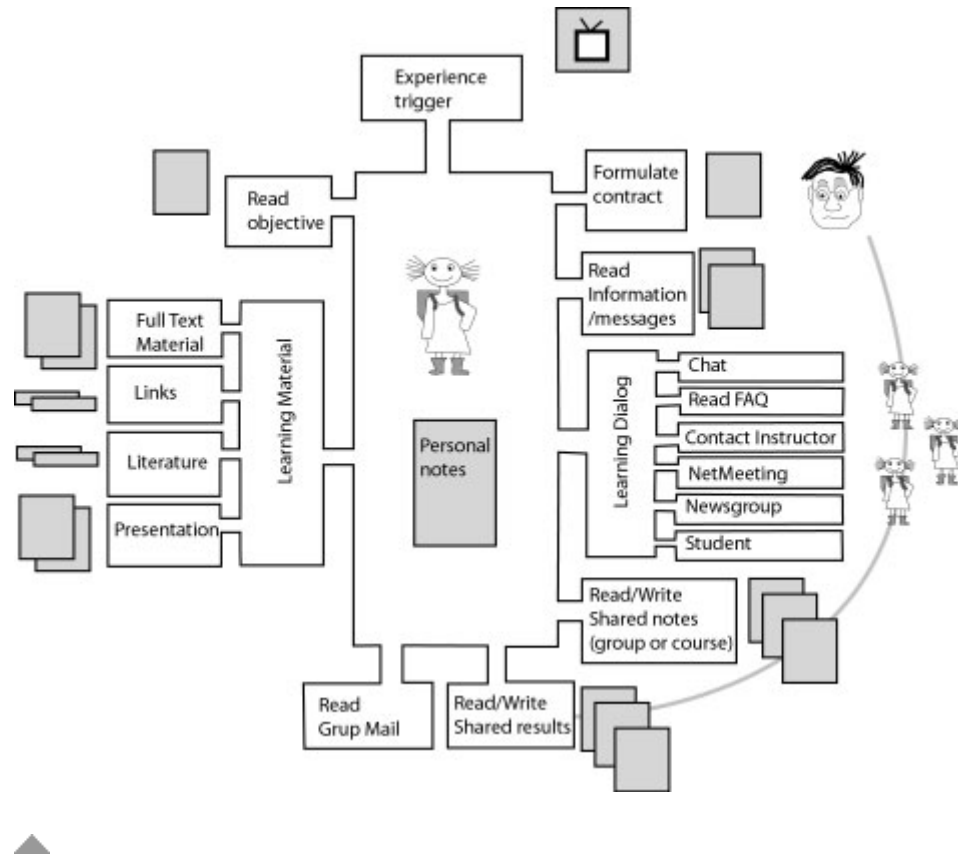 Experience
trigger
Read
objective
Formulate
contract
Read
Information
/messages
Full Text
Material
Links
Literature
Presentation
Learning Material
Personal
notes
Learning Dialog
Chat
Read FAQ
Contact Instructor
NetMeeting
Newsgroup
Student
Read/Write
Shared notes
(group or course)
Read
Grup Mail
Read/Write
Shared results